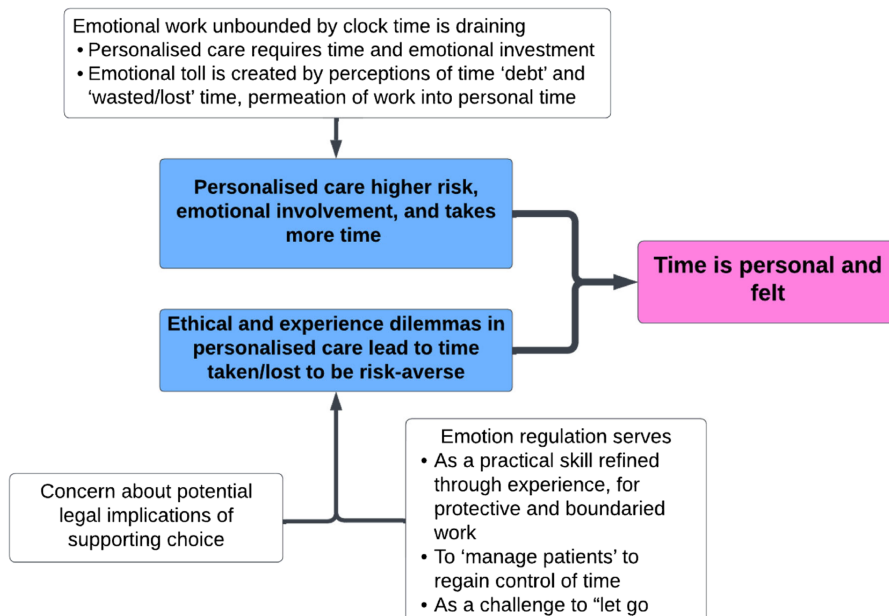 Emotional work unbounded by clock time is draining
• Personalised care requires time and emotional investment
• Emotional toll is created by perceptions of time ‘debt’ and
‘wasted/lost’ time, permeation of work into personal time
Personalised care higher risk,
emotional involvement, and takes
more time
Time is personal and
felt
Ethical and experience dilemmas in
personalised care lead to time
taken/lost to be risk-averse
Concern about potential
legal implications of
supporting choice
Emotion regulation serves
• As a practical skill refined
through experience, for
protective and boundaried
work
• To ‘manage patients’ to
regain control of time
• As a challenge to “let go